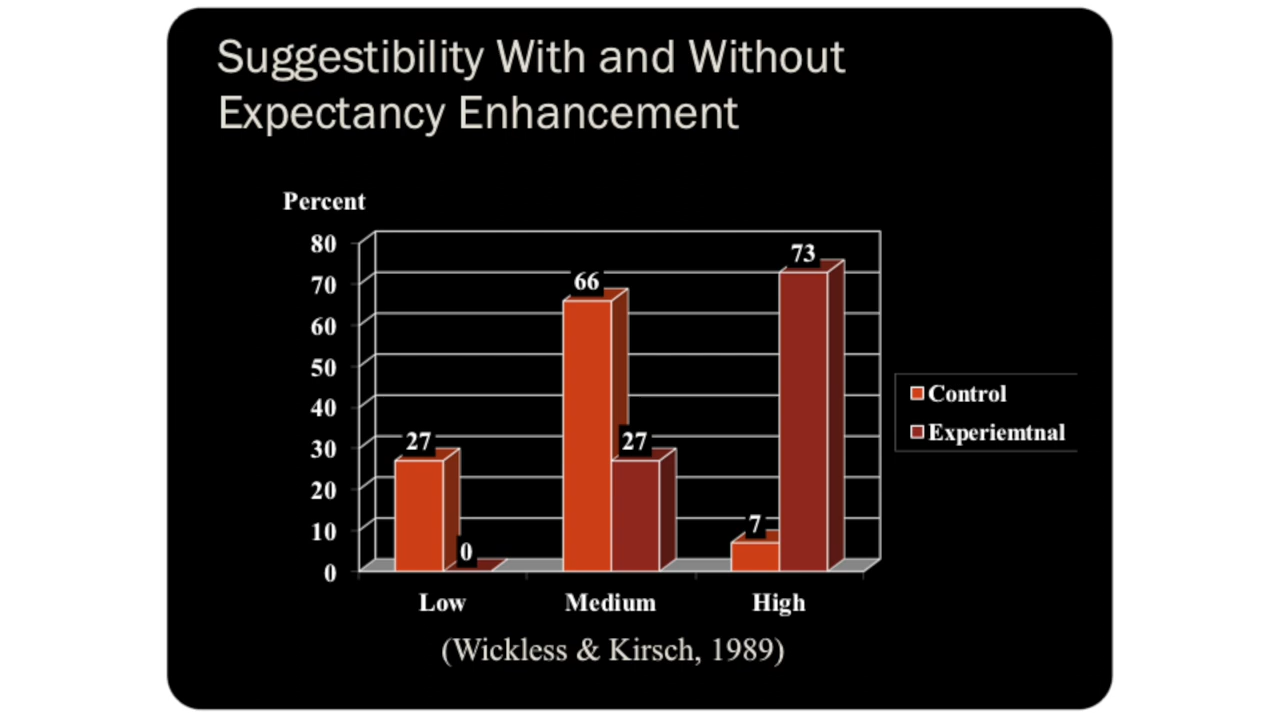 Suggestibility With and Without
Expectancy Enhancement
Percent
80
70
60
50
40
30
20
10
0
27
0
66
27
7
73
Low
Medium
High
Control
Experiemtnal
(Wickless & Kirsch, 1989)